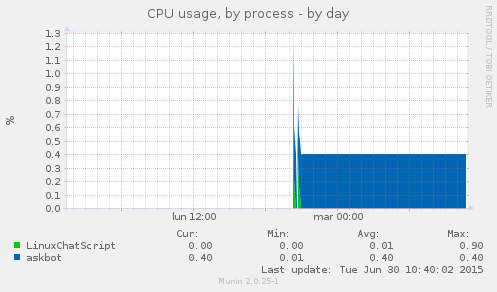 CPU usage, by process - by day
RRDTOOL / TOBI OETIKER
%
1.3
1.2
1.1
1.0
0.9
0.8
0.7
0.6
0.5
0.4
0.3
0.2
0.1
0.0
lun 12:00 mar 00:00
Cur: Min: Avg: Max:
LinuxChatScript 0.00 0.00 0.01 0.90
askbot 0.40 0.01 0.40 0.40
Last update: Tue Jun 30 10:40:02 2015
Munin 2.0.25-1